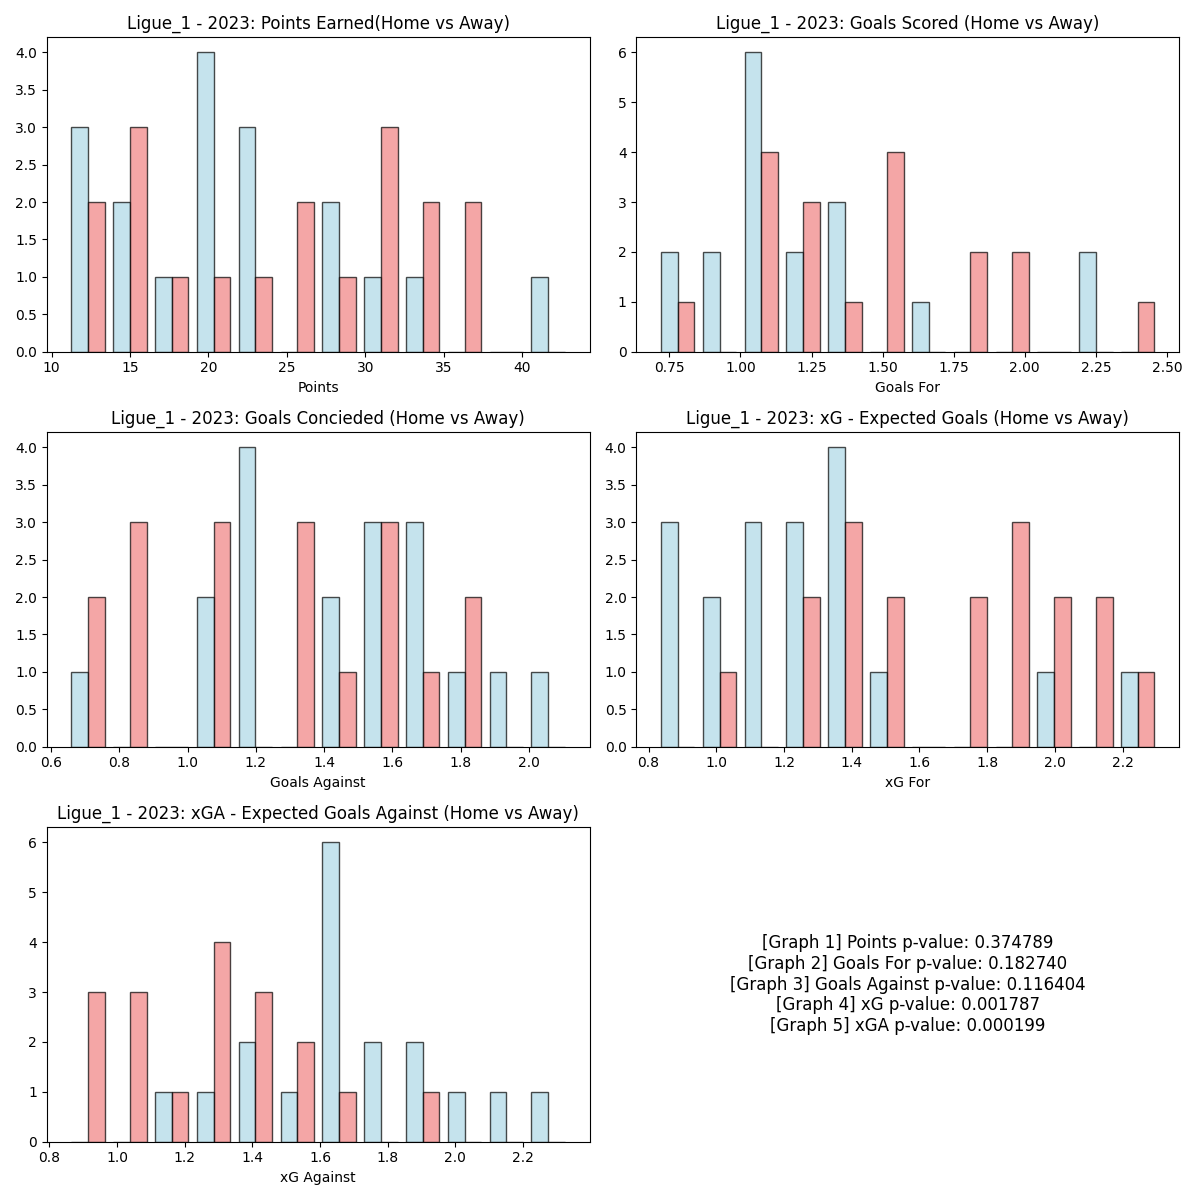 Ligue_1 - 2023: Points Earned(Home vs Away)
4.0
3.5
3.0
2.5
2.0
1.5
1.0
0.5
0.0
10 15 20 25 30 35 40
Points
Ligue_1 - 2023: Goals Scored (Home vs Away)
6
5
4
3
2
1
0
0.75 1.00 1.25 1.50 1.75 2.00 2.25 2.50
Goals For
Ligue_1 - 2023: Goals Concieded (Home vs Away)
4.0
3.5
3.0
2.5
2.0
1.5
1.0
0.5
0.0
0.6 0.8 1.0 1.2 1.4 1.6 1.8 2.0
Goals Against
Ligue_1 - 2023: xG - Expected Goals (Home vs Away)
4.0
3.5
3.0
2.5
2.0
1.5
1.0
0.5
0.0
0.8 1.0 1.2 1.4 1.6 1.8 2.0 2.2
xG For
Ligue_1 - 2023: xGA - Expected Goals Against (Home vs Away)
6
5
4
3
2
1
0
0.8 1.0 1.2 1.4 1.6 1.8 2.0 2.2
xG Against
[Graph 1] Points p-value: 0.374789
[Graph 2] Goals For p-value: 0.182740
[Graph 3] Goals Against p-value: 0.116404
[Graph 4] xG p-value: 0.001787
[Graph 5] xGA p-value: 0.000199